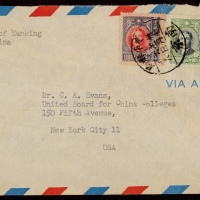 of Nanking
ina
VIA A
Mr. C. A. Evans,
United Board for China Colleges
150 Fifth Avenue,
New York City 11
USA